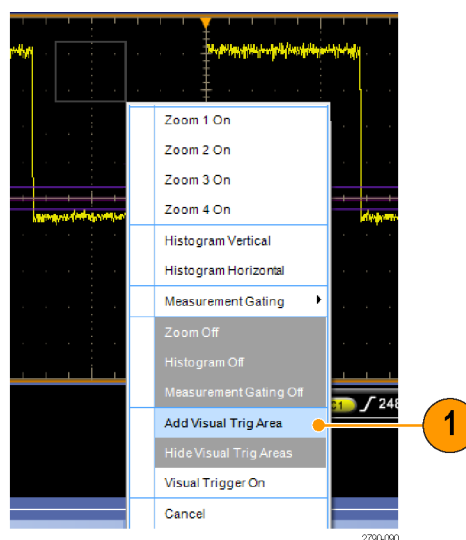 Zoom 1 On
Zoom 2 On
Zoom 3 On
Zoom 4 On
Histogram Vertical
Histogram Horizontal
Measurement Gating
Zoom Off
Histogram Off
Measurement Gating Off
C1 248
Add Visual Trig Area
1
Hide Visual Trig Areas
Visual Trigger On
Cancel
2790-090